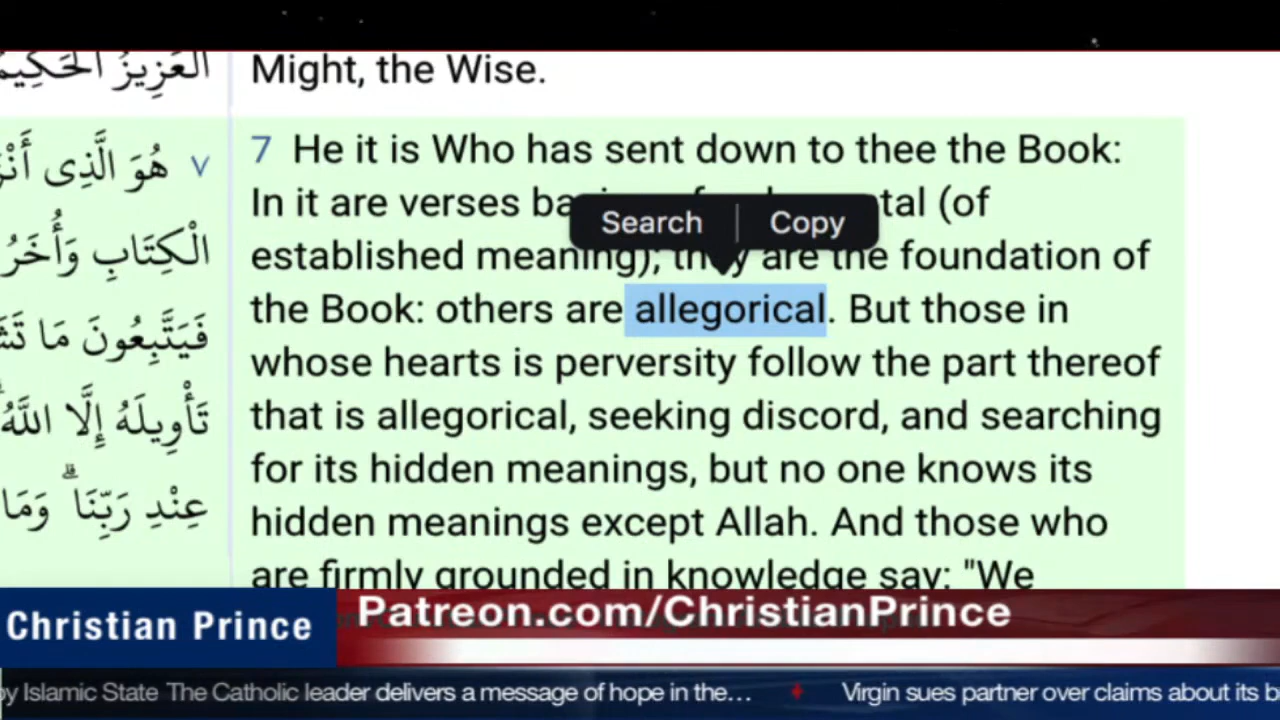 العَزِيزُ الْحَكِيمُ
Might, the Wise.
٧ هُوَ الَّذِى
الْكِتَابِ وَأُخَرُ
فَيَتَّبِعُونَ مَا
تَأْوِيلَهُ إِلَّا اللَّهُ
عِنْدِ رَبِّنَا ۗ وَمَا
7 He it is Who has sent down to thee the Book:
In it are verses
established meaning); they are the foundation of
the Book: others are allegorical. But those in
whose hearts is perversity follow the part thereof
that is allegorical, seeking discord, and searching
for its hidden meanings, but no one knows its
hidden meanings except Allah. And those who
are firmly grounded in knowledge say: "We
(of
Search Copy
Christian Prince
Patreon.com/ChristianPrince
by Islamic State The Catholic leader delivers a message of hope in the... Virgin sues partner over claims about its